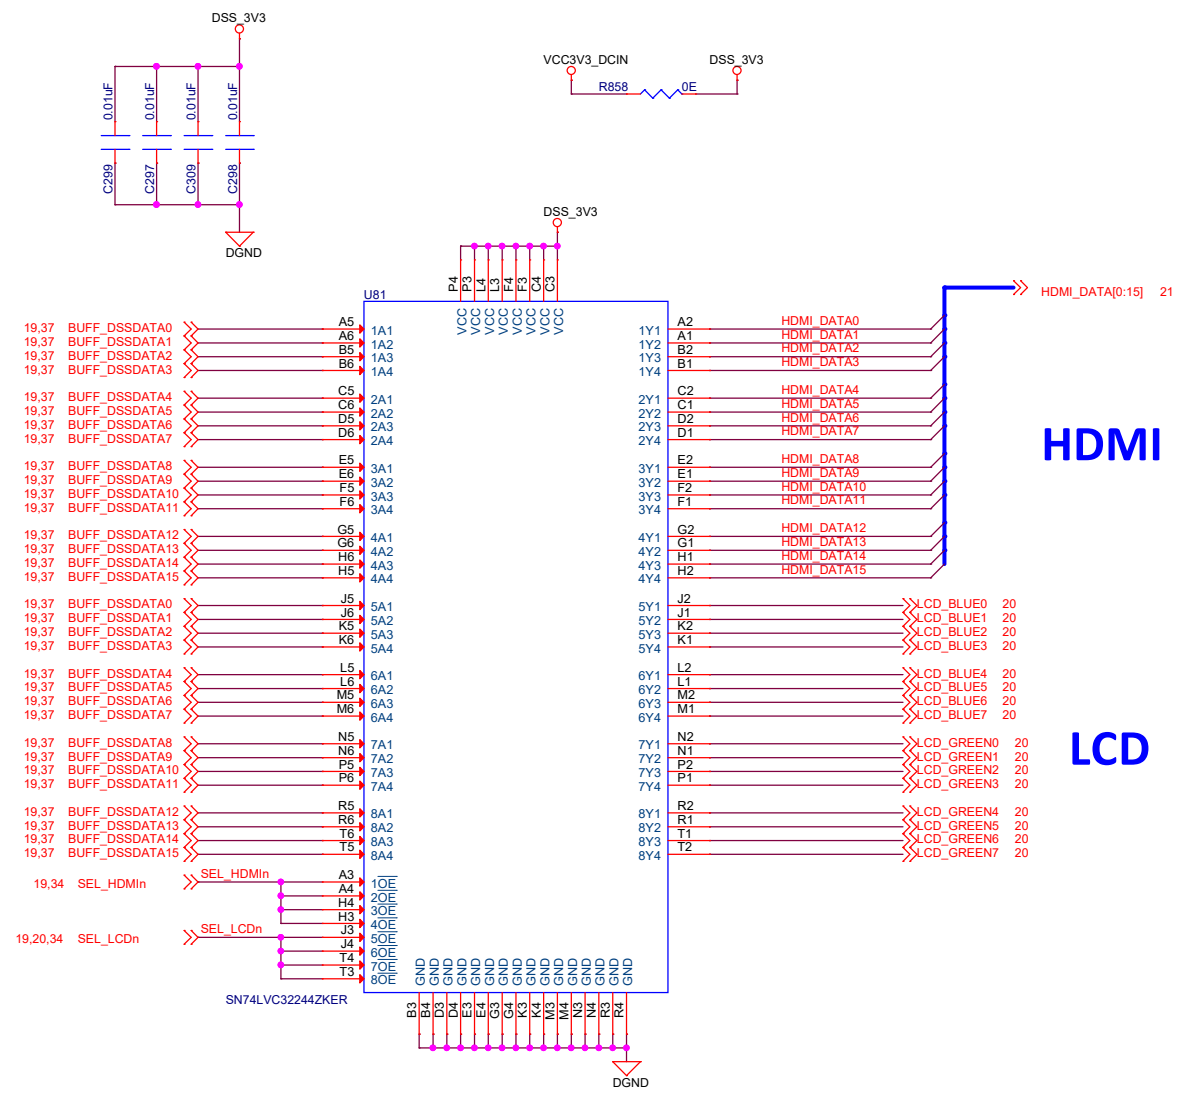 DSS_3V3
0.01uF 0.01uF 0.01uF 0.01uF
C299 C297 C309 C298
DGND
VCC3V3_DCIN DSS_3V3
R858 0E
DSS_3V3
P4 P3 L4 L3 F4 F3 C4 C3
U81
VCC VCC VCC VCC VCC VCC VCC VCC
HDMI_DATA[0:15] 21
19,37 BUFF_DSSDATA0 A5 1A1 1Y1 A2 HDMI_DATA0
19,37 BUFF_DSSDATA1 A6 1A2 1Y2 A1 HDMI_DATA1
19,37 BUFF_DSSDATA2 B5 1A3 1Y3 B2 HDMI_DATA2
19,37 BUFF_DSSDATA3 B6 1A4 1Y4 B1 HDMI_DATA3
19,37 BUFF_DSSDATA4 C5 2A1 2Y1 C2 HDMI_DATA4
19,37 BUFF_DSSDATA5 C6 2A2 2Y2 C1 HDMI_DATA5
19,37 BUFF_DSSDATA6 D5 2A3 2Y3 D2 HDMI_DATA6
19,37 BUFF_DSSDATA7 D6 2A4 2Y4 D1 HDMI_DATA7
HDMI
19,37 BUFF_DSSDATA8 E5 3A1 3Y1 E2 HDMI_DATA8
19,37 BUFF_DSSDATA9 E6 3A2 3Y2 E1 HDMI_DATA9
19,37 BUFF_DSSDATA10 F5 3A3 3Y3 F2 HDMI_DATA10
19,37 BUFF_DSSDATA11 F6 3A4 3Y4 F1 HDMI_DATA11
19,37 BUFF_DSSDATA12 G5 4A1 4Y1 G2 HDMI_DATA12
19,37 BUFF_DSSDATA13 G6 4A2 4Y2 G1 HDMI_DATA13
19,37 BUFF_DSSDATA14 H6 4A3 4Y3 H1 HDMI_DATA14
19,37 BUFF_DSSDATA15 H5 4A4 4Y4 H2 HDMI_DATA15
19,37 BUFF_DSSDATA0 J5 5A1 5Y1 J2 LCD_BLUE0 20
19,37 BUFF_DSSDATA1 J6 5A2 5Y2 J1 LCD_BLUE1 20
19,37 BUFF_DSSDATA2 K5 5A3 5Y3 K2 LCD_BLUE2 20
19,37 BUFF_DSSDATA3 K6 5A4 5Y4 K1 LCD_BLUE3 20
19,37 BUFF_DSSDATA4 L5 6A1 6Y1 L2 LCD_BLUE4 20
19,37 BUFF_DSSDATA5 L6 6A2 6Y2 L1 LCD_BLUE5 20
19,37 BUFF_DSSDATA6 M5 6A3 6Y3 M2 LCD_BLUE6 20
19,37 BUFF_DSSDATA7 M6 6A4 6Y4 M1 LCD_BLUE7 20
LCD
19,37 BUFF_DSSDATA8 N5 7A1 7Y1 N2 LCD_GREEN0 20
19,37 BUFF_DSSDATA9 N6 7A2 7Y2 N1 LCD_GREEN1 20
19,37 BUFF_DSSDATA10 P5 7A3 7Y3 P2 LCD_GREEN2 20
19,37 BUFF_DSSDATA11 P6 7A4 7Y4 P1 LCD_GREEN3 20
19,37 BUFF_DSSDATA12 R5 8A1 8Y1 R2 LCD_GREEN4 20
19,37 BUFF_DSSDATA13 R6 8A2 8Y2 R1 LCD_GREEN5 20
19,37 BUFF_DSSDATA14 T6 8A3 8Y3 T1 LCD_GREEN6 20
19,37 BUFF_DSSDATA15 T5 8A4 8Y4 T2 LCD_GREEN7 20
19,34 SEL_HDMIn SEL_HDMIn A3 1OE
A4 2OE
H4 3OE
H3 4OE
19,20,34 SEL_LCDn SEL_LCDn J3 5OE
J4 6OE
T4 7OE
T3 8OE
GND GND GND GND GND GND GND GND GND GND GND GND GND GND GND GND
SN74LVC32244ZKER
B3 B4 D3 D4 E3 E4 G3 G4 K3 K4 M3 M4 N3 N4 R3 R4
DGND